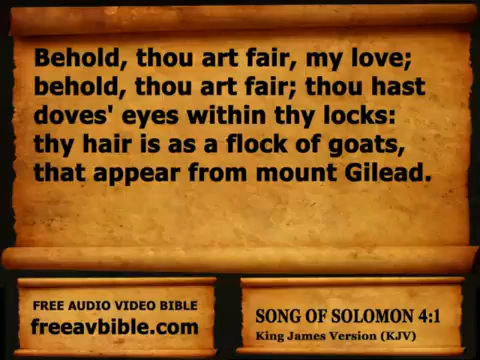 Behold, thou art fair, my love;
behold, thou art fair; thou hast
doves' eyes within thy locks:
thy hair is as a flock of goats,
that appear from mount Gilead.
FREE AUDIO VIDEO BIBLE
freeavbible.com
SONG OF SOLOMON 4:1
King James Version (KJV)